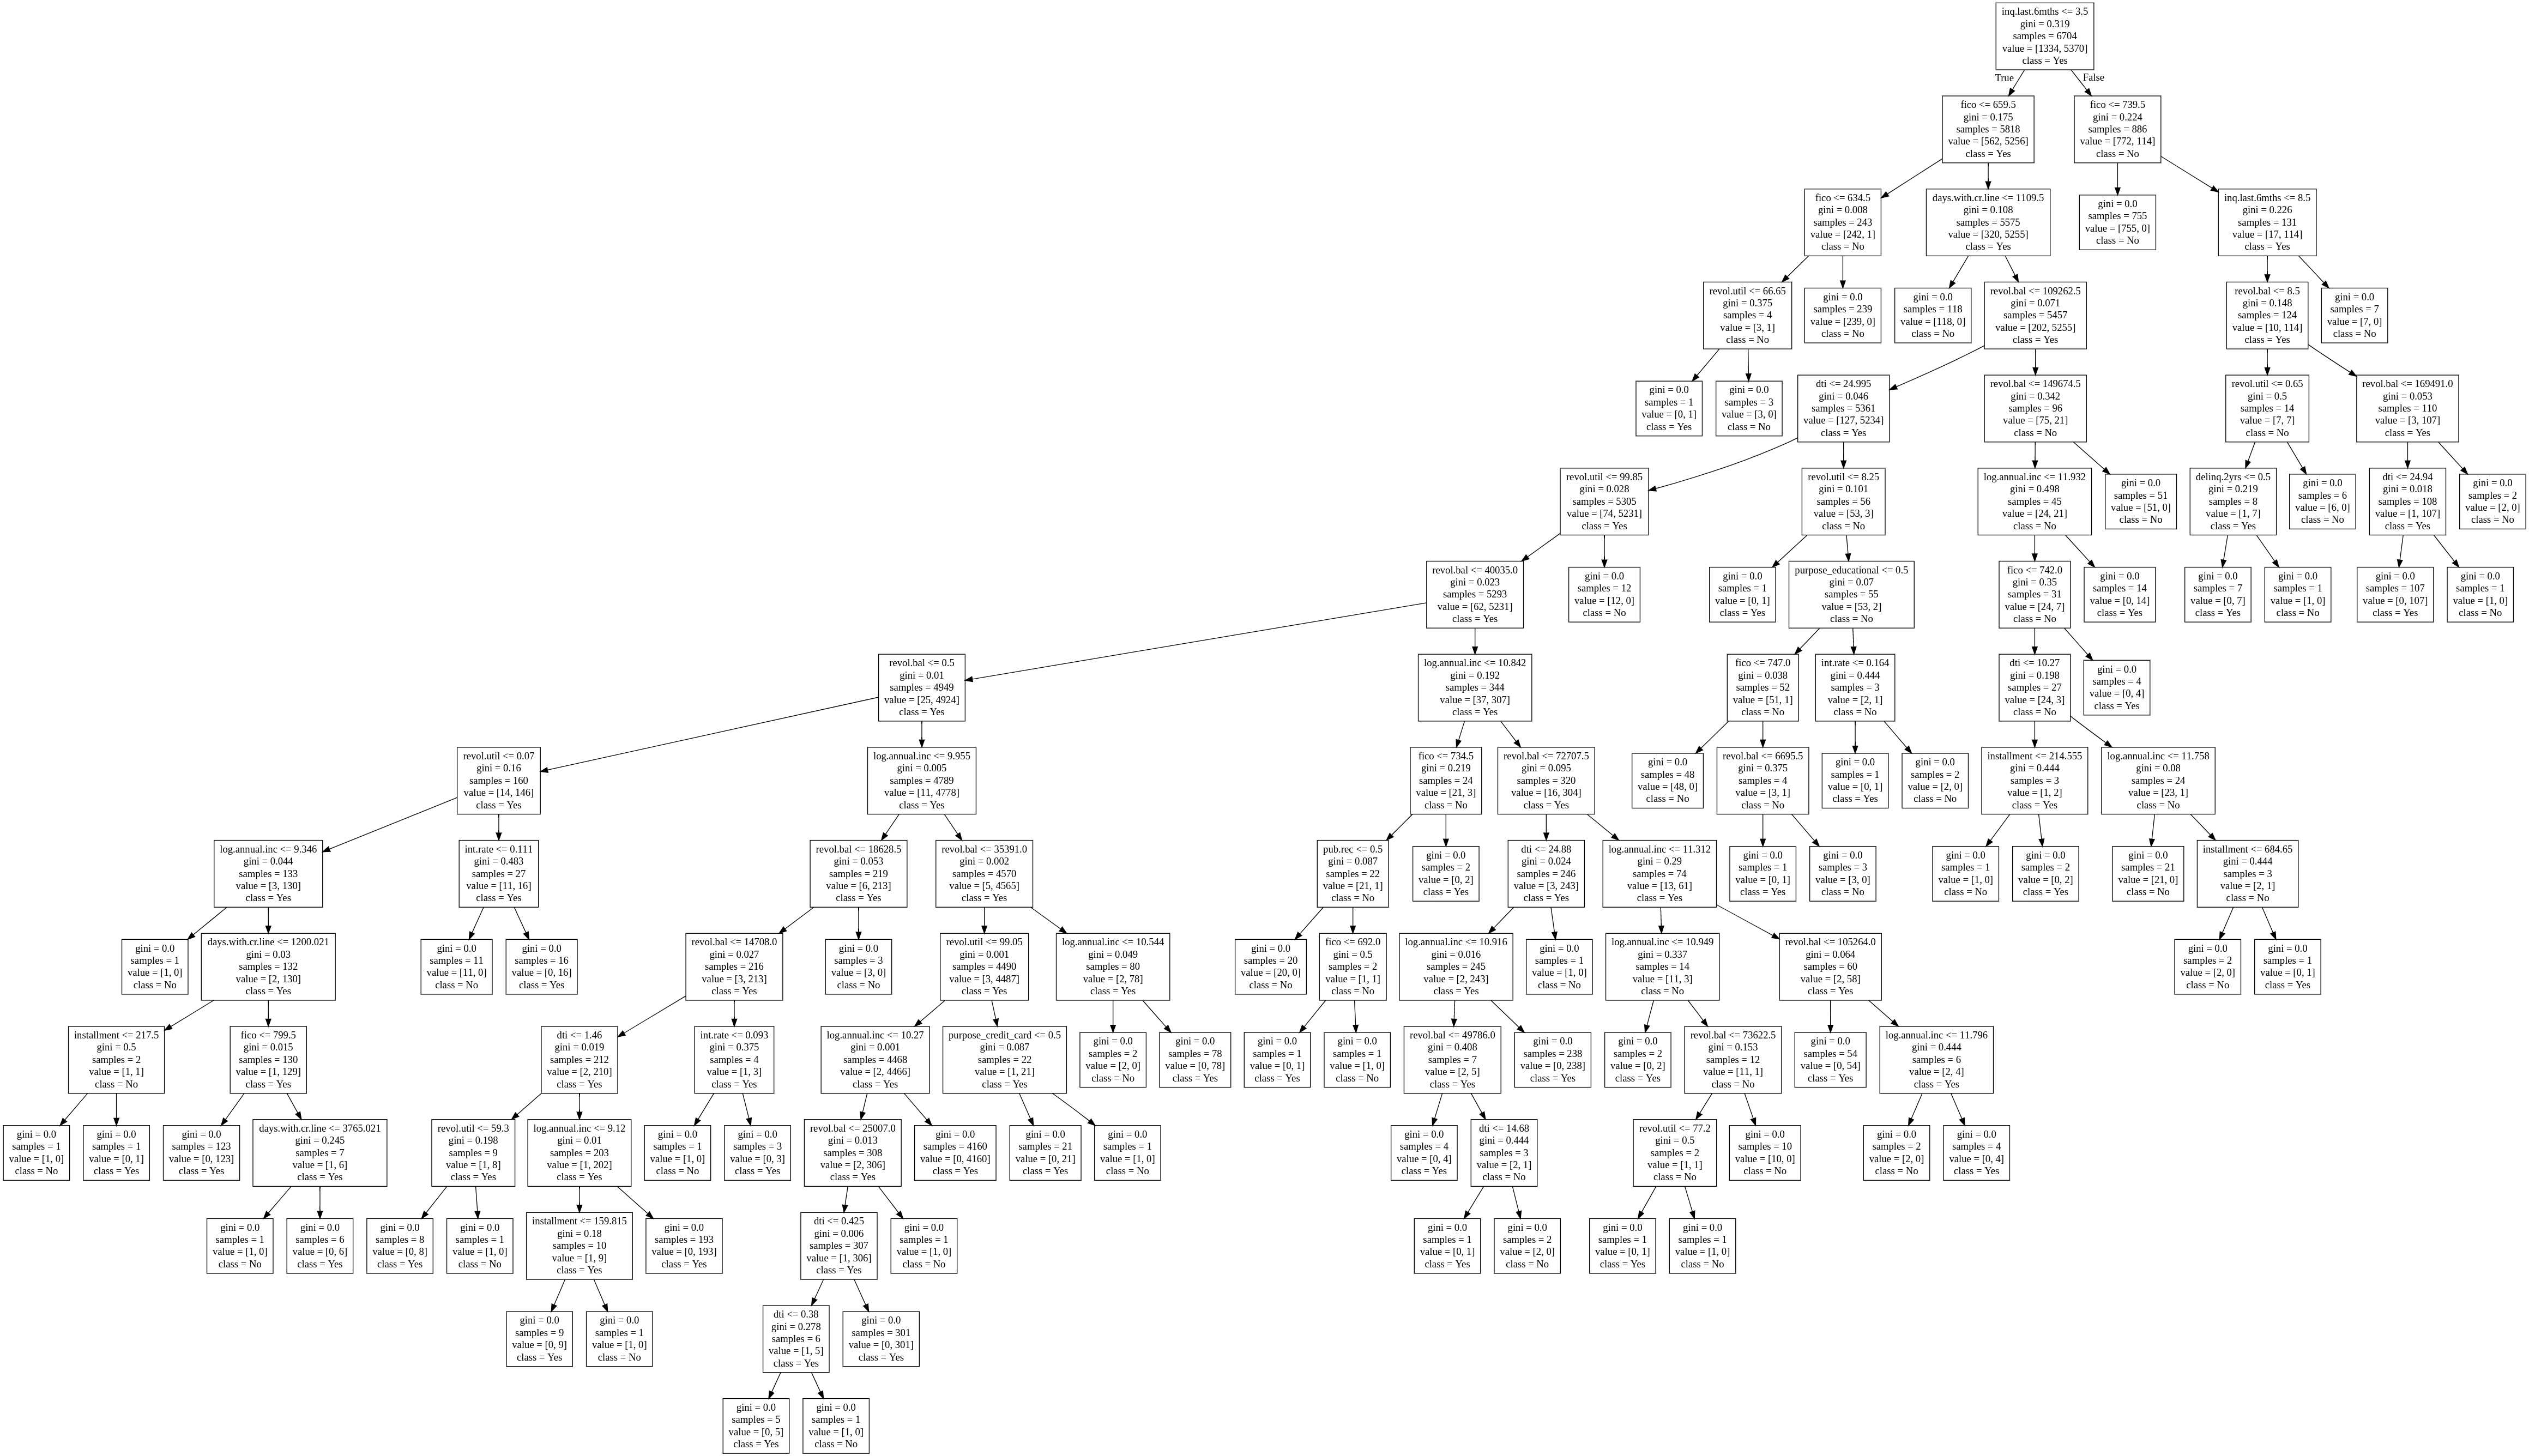 inq.last.6mths <= 3.5
gini = 0.319
samples = 6704
value = [1334, 5370]
class = Yes
True
False
fico <= 659.5
gini = 0.175
samples = 5818
value = [562, 5256]
class = Yes
fico <= 739.5
gini = 0.224
samples = 886
value = [772, 114]
class = No
fico <= 634.5
gini = 0.008
samples = 243
value = [242, 1]
class = No
days.with.cr.line <= 1109.5
gini = 0.108
samples = 5575
value = [320, 5255]
class = Yes
gini = 0.0
samples = 755
value = [755, 0]
class = No
inq.last.6mths <= 8.5
gini = 0.226
samples = 131
value = [17, 114]
class = Yes
revol.util <= 66.65
gini = 0.375
samples = 4
value = [3, 1]
class = No
gini = 0.0
samples = 239
value = [239, 0]
class = No
gini = 0.0
samples = 118
value = [118, 0]
class = No
revol.bal <= 109262.5
gini = 0.071
samples = 5457
value = [202, 5255]
class = Yes
revol.bal <= 8.5
gini = 0.148
samples = 124
value = [10, 114]
class = Yes
gini = 0.0
samples = 7
value = [7, 0]
class = No
gini = 0.0
samples = 1
value = [0, 1]
class = Yes
gini = 0.0
samples = 3
value = [3, 0]
class = No
dti <= 24.995
gini = 0.046
samples = 5361
value = [127, 5234]
class = Yes
revol.bal <= 149674.5
gini = 0.342
samples = 96
value = [75, 21]
class = No
revol.util <= 0.65
gini = 0.5
samples = 14
value = [7, 7]
class = No
revol.bal <= 169491.0
gini = 0.053
samples = 110
value = [3, 107]
class = Yes
revol.util <= 99.85
gini = 0.028
samples = 5305
value = [74, 5231]
class = Yes
revol.util <= 8.25
gini = 0.101
samples = 56
value = [53, 3]
class = No
log.annual.inc <= 11.932
gini = 0.498
samples = 45
value = [24, 21]
class = No
gini = 0.0
samples = 51
value = [51, 0]
class = No
delinq.2yrs <= 0.5
gini = 0.219
samples = 8
value = [1, 7]
class = Yes
gini = 0.0
samples = 6
value = [6, 0]
class = No
dti <= 24.94
gini = 0.018
samples = 108
value = [1, 107]
class = Yes
gini = 0.0
samples = 2
value = [2, 0]
class = No
revol.bal <= 40035.0
gini = 0.023
samples = 5293
value = [62, 5231]
class = Yes
gini = 0.0
samples = 12
value = [12, 0]
class = No
gini = 0.0
samples = 1
value = [0, 1]
class = Yes
purpose_educational <= 0.5
gini = 0.07
samples = 55
value = [53, 2]
class = No
fico <= 742.0
gini = 0.35
samples = 31
value = [24, 7]
class = No
gini = 0.0
samples = 14
value = [0, 14]
class = Yes
gini = 0.0
samples = 7
value = [0, 7]
class = Yes
gini = 0.0
samples = 1
value = [1, 0]
class = No
gini = 0.0
samples = 107
value = [0, 107]
class = Yes
gini = 0.0
samples = 1
value = [1, 0]
class = No
revol.bal <= 0.5
gini = 0.01
samples = 4949
value = [25, 4924]
class = Yes
log.annual.inc <= 10.842
gini = 0.192
samples = 344
value = [37, 307]
class = Yes
fico <= 747.0
gini = 0.038
samples = 52
value = [51, 1]
class = No
int.rate <= 0.164
gini = 0.444
samples = 3
value = [2, 1]
class = No
dti <= 10.27
gini = 0.198
samples = 27
value = [24, 3]
class = No
gini = 0.0
samples = 4
value = [0, 4]
class = Yes
revol.util <= 0.07
gini = 0.16
samples = 160
value = [14, 146]
class = Yes
log.annual.inc <= 9.955
gini = 0.005
samples = 4789
value = [11, 4778]
class = Yes
fico <= 734.5
gini = 0.219
samples = 24
value = [21, 3]
class = No
revol.bal <= 72707.5
gini = 0.095
samples = 320
value = [16, 304]
class = Yes
gini = 0.0
samples = 48
value = [48, 0]
class = No
revol.bal <= 6695.5
gini = 0.375
samples = 4
value = [3, 1]
class = No
gini = 0.0
samples = 1
value = [0, 1]
class = Yes
gini = 0.0
samples = 2
value = [2, 0]
class = No
installment <= 214.555
gini = 0.444
samples = 3
value = [1, 2]
class = Yes
log.annual.inc <= 11.758
gini = 0.08
samples = 24
value = [23, 1]
class = No
log.annual.inc <= 9.346
gini = 0.044
samples = 133
value = [3, 130]
class = Yes
int.rate <= 0.111
gini = 0.483
samples = 27
value = [11, 16]
class = Yes
revol.bal <= 18628.5
gini = 0.053
samples = 219
value = [6, 213]
class = Yes
revol.bal <= 35391.0
gini = 0.002
samples = 4570
value = [5, 4565]
class = Yes
pub.rec <= 0.5
gini = 0.087
samples = 22
value = [21, 1]
class = No
gini = 0.0
samples = 2
value = [0, 2]
class = Yes
dti <= 24.88
gini = 0.024
samples = 246
value = [3, 243]
class = Yes
log.annual.inc <= 11.312
gini = 0.29
samples = 74
value = [13, 61]
class = Yes
gini = 0.0
samples = 1
value = [0, 1]
class = Yes
gini = 0.0
samples = 3
value = [3, 0]
class = No
gini = 0.0
samples = 1
value = [1, 0]
class = No
gini = 0.0
samples = 2
value = [0, 2]
class = Yes
gini = 0.0
samples = 21
value = [21, 0]
class = No
installment <= 684.65
gini = 0.444
samples = 3
value = [2, 1]
class = No
gini = 0.0
samples = 1
value = [1, 0]
class = No
days.with.cr.line <= 1200.021
gini = 0.03
samples = 132
value = [2, 130]
class = Yes
gini = 0.0
samples = 11
value = [11, 0]
class = No
gini = 0.0
samples = 16
value = [0, 16]
class = Yes
revol.bal <= 14708.0
gini = 0.027
samples = 216
value = [3, 213]
class = Yes
gini = 0.0
samples = 3
value = [3, 0]
class = No
revol.util <= 99.05
gini = 0.001
samples = 4490
value = [3, 4487]
class = Yes
log.annual.inc <= 10.544
gini = 0.049
samples = 80
value = [2, 78]
class = Yes
gini = 0.0
samples = 20
value = [20, 0]
class = No
fico <= 692.0
gini = 0.5
samples = 2
value = [1, 1]
class = No
log.annual.inc <= 10.916
gini = 0.016
samples = 245
value = [2, 243]
class = Yes
gini = 0.0
samples = 1
value = [1, 0]
class = No
log.annual.inc <= 10.949
gini = 0.337
samples = 14
value = [11, 3]
class = No
revol.bal <= 105264.0
gini = 0.064
samples = 60
value = [2, 58]
class = Yes
gini = 0.0
samples = 2
value = [2, 0]
class = No
gini = 0.0
samples = 1
value = [0, 1]
class = Yes
installment <= 217.5
gini = 0.5
samples = 2
value = [1, 1]
class = No
fico <= 799.5
gini = 0.015
samples = 130
value = [1, 129]
class = Yes
dti <= 1.46
gini = 0.019
samples = 212
value = [2, 210]
class = Yes
int.rate <= 0.093
gini = 0.375
samples = 4
value = [1, 3]
class = Yes
log.annual.inc <= 10.27
gini = 0.001
samples = 4468
value = [2, 4466]
class = Yes
purpose_credit_card <= 0.5
gini = 0.087
samples = 22
value = [1, 21]
class = Yes
gini = 0.0
samples = 2
value = [2, 0]
class = No
gini = 0.0
samples = 78
value = [0, 78]
class = Yes
gini = 0.0
samples = 1
value = [0, 1]
class = Yes
gini = 0.0
samples = 1
value = [1, 0]
class = No
revol.bal <= 49786.0
gini = 0.408
samples = 7
value = [2, 5]
class = Yes
gini = 0.0
samples = 238
value = [0, 238]
class = Yes
gini = 0.0
samples = 2
value = [0, 2]
class = Yes
revol.bal <= 73622.5
gini = 0.153
samples = 12
value = [11, 1]
class = No
gini = 0.0
samples = 54
value = [0, 54]
class = Yes
log.annual.inc <= 11.796
gini = 0.444
samples = 6
value = [2, 4]
class = Yes
gini = 0.0
samples = 1
value = [1, 0]
class = No
gini = 0.0
samples = 1
value = [0, 1]
class = Yes
gini = 0.0
samples = 123
value = [0, 123]
class = Yes
days.with.cr.line <= 3765.021
gini = 0.245
samples = 7
value = [1, 6]
class = Yes
revol.util <= 59.3
gini = 0.198
samples = 9
value = [1, 8]
class = Yes
log.annual.inc <= 9.12
gini = 0.01
samples = 203
value = [1, 202]
class = Yes
gini = 0.0
samples = 1
value = [1, 0]
class = No
gini = 0.0
samples = 3
value = [0, 3]
class = Yes
revol.bal <= 25007.0
gini = 0.013
samples = 308
value = [2, 306]
class = Yes
gini = 0.0
samples = 4160
value = [0, 4160]
class = Yes
gini = 0.0
samples = 21
value = [0, 21]
class = Yes
gini = 0.0
samples = 1
value = [1, 0]
class = No
gini = 0.0
samples = 4
value = [0, 4]
class = Yes
dti <= 14.68
gini = 0.444
samples = 3
value = [2, 1]
class = No
revol.util <= 77.2
gini = 0.5
samples = 2
value = [1, 1]
class = No
gini = 0.0
samples = 10
value = [10, 0]
class = No
gini = 0.0
samples = 2
value = [2, 0]
class = No
gini = 0.0
samples = 4
value = [0, 4]
class = Yes
gini = 0.0
samples = 1
value = [1, 0]
class = No
gini = 0.0
samples = 6
value = [0, 6]
class = Yes
gini = 0.0
samples = 8
value = [0, 8]
class = Yes
gini = 0.0
samples = 1
value = [1, 0]
class = No
installment <= 159.815
gini = 0.18
samples = 10
value = [1, 9]
class = Yes
gini = 0.0
samples = 193
value = [0, 193]
class = Yes
dti <= 0.425
gini = 0.006
samples = 307
value = [1, 306]
class = Yes
gini = 0.0
samples = 1
value = [1, 0]
class = No
gini = 0.0
samples = 1
value = [0, 1]
class = Yes
gini = 0.0
samples = 2
value = [2, 0]
class = No
gini = 0.0
samples = 1
value = [0, 1]
class = Yes
gini = 0.0
samples = 1
value = [1, 0]
class = No
gini = 0.0
samples = 9
value = [0, 9]
class = Yes
gini = 0.0
samples = 1
value = [1, 0]
class = No
dti <= 0.38
gini = 0.278
samples = 6
value = [1, 5]
class = Yes
gini = 0.0
samples = 301
value = [0, 301]
class = Yes
gini = 0.0
samples = 5
value = [0, 5]
class = Yes
gini = 0.0
samples = 1
value = [1, 0]
class = No